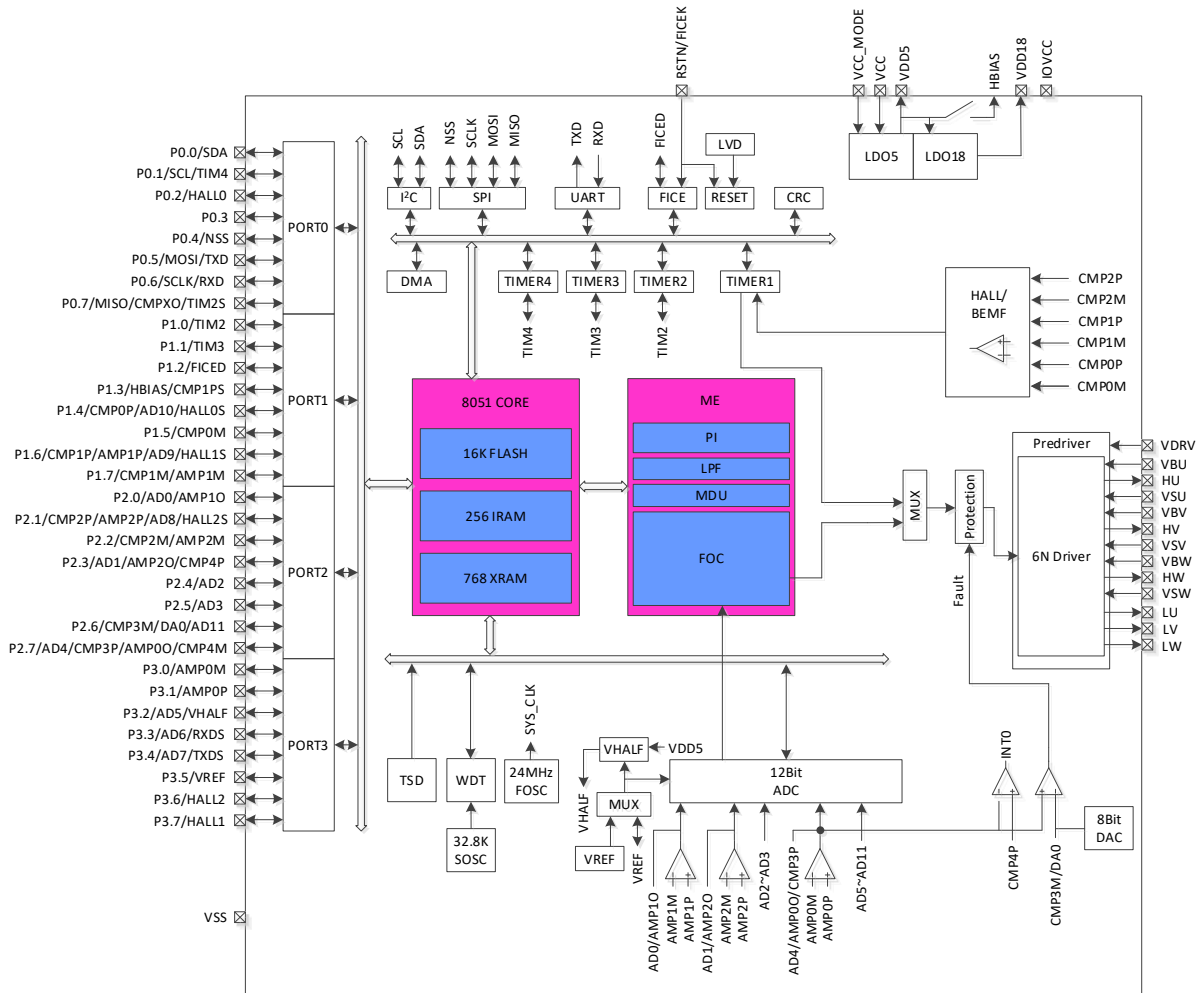 RSTN/FICEK
VCC_MODE
VCC
VDD5
HBIAS
VDD18
IOVCC
LDO5
LDO18
SCL
SDA
NSS
SCLK
MOSI
MISO
TXD
RXD
FICED
LVD
I²C
SPI
UART
FICE
RESET
CRC
DMA
TIMER4
TIMER3
TIMER2
TIMER1
TIM4
TIM3
TIM2
P0.0/SDA
P0.1/SCL/TIM4
P0.2/HALL0
P0.3
P0.4/NSS
P0.5/MOSI/TXD
P0.6/SCLK/RXD
P0.7/MISO/CMPXO/TIM2S
P1.0/TIM2
P1.1/TIM3
P1.2/FICED
P1.3/HBIAS/CMP1PS
P1.4/CMP0P/AD10/HALL0S
P1.5/CMP0M
P1.6/CMP1P/AMP1P/AD9/HALL1S
P1.7/CMP1M/AMP1M
P2.0/AD0/AMP1O
P2.1/CMP2P/AMP2P/AD8/HALL2S
P2.2/CMP2M/AMP2M
P2.3/AD1/AMP2O/CMP4P
P2.4/AD2
P2.5/AD3
P2.6/CMP3M/DA0/AD11
P2.7/AD4/CMP3P/AMP0O/CMP4M
P3.0/AMP0M
P3.1/AMP0P
P3.2/AD5/VHALF
P3.3/AD6/RXDS
P3.4/AD7/TXDS
P3.5/VREF
P3.6/HALL2
P3.7/HALL1
VSS
PORT0
PORT1
PORT2
PORT3
HALL/
BEMF
CMP2P
CMP2M
CMP1P
CMP1M
CMP0P
CMP0M
8051 CORE
16K FLASH
256 IRAM
768 XRAM
ME
PI
LPF
MDU
FOC
MUX
Protection
Fault
Predriver
6N Driver
VDRV
VBU
HU
VSU
VBV
HV
VSV
VBW
HW
VSW
LU
LV
LW
TSD
WDT
32.8K
SOSC
SYS_CLK
24MHz
FOSC
VHALF
VDD5
VHALF
MUX
VREF
VREF
12Bit
ADC
AD0/AMP1O
AMP1M
AMP1P
AD1/AMP2O
AMP2M
AMP2P
AD2~AD3
AD4/AMP0O/CMP3P
AMP0M
AMP0P
AD5~AD11
INT0
CMP4P
CMP3M/DA0
8Bit
DAC